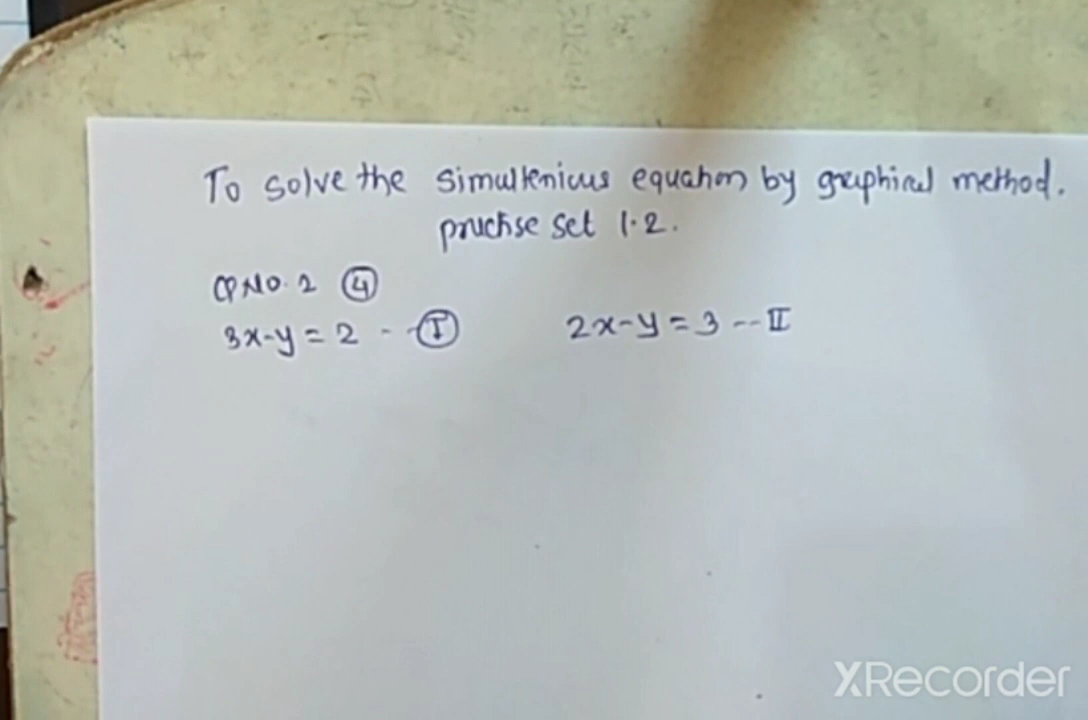 To solve the simultenious equation by graphical method.
practise set 1.2.
Q No. 2 ④
3x-y = 2 -- Ⓘ 2x-y = 3 -- II
XRecorder